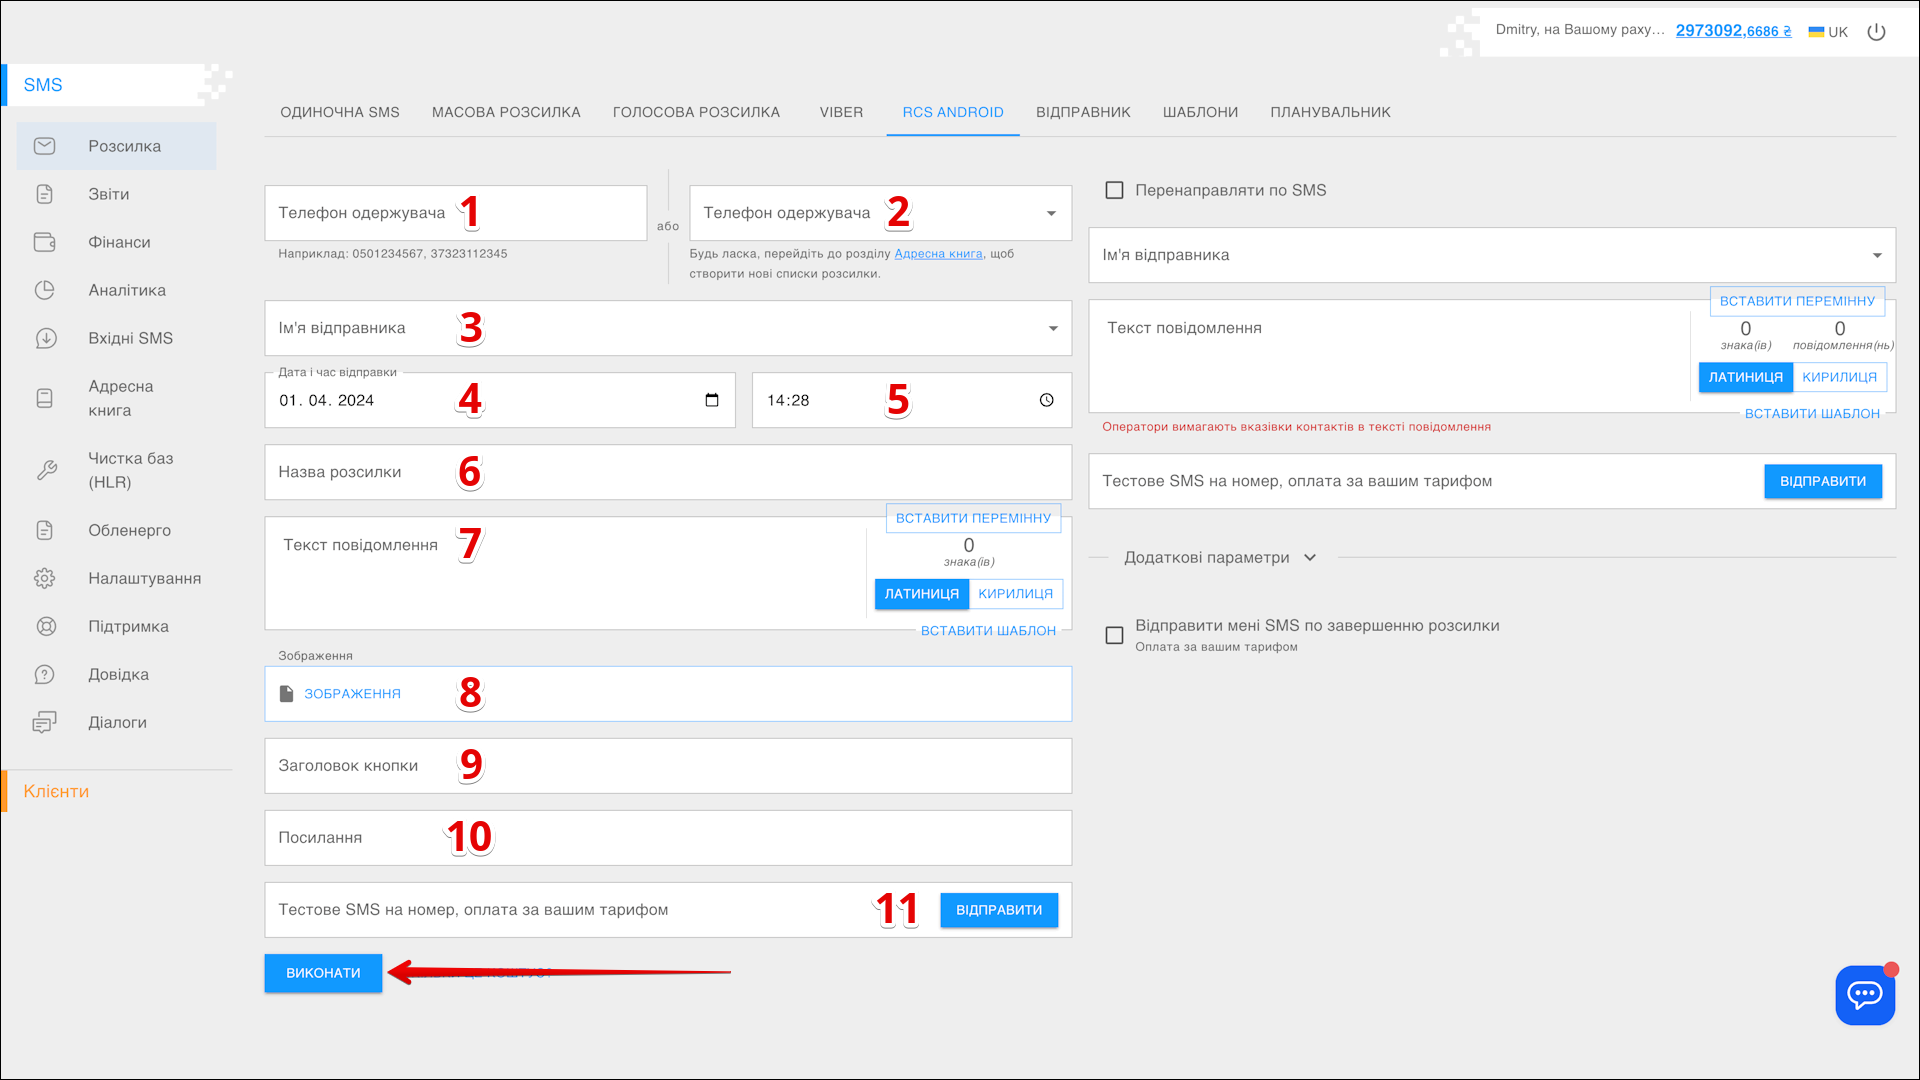 Dmitry, на Вашому раху... 2973092,6686 ₴ UK
SMS
Розсилка
Звіти
Фінанси
Аналітика
Вхідні SMS
Адресна
книга
Чистка баз
(HLR)
Обленерго
Налаштування
Підтримка
Довідка
Діалоги
Клієнти
ОДИНОЧНА SMS МАСОВА РОЗСИЛКА ГОЛОСОВА РОЗСИЛКА VIBER RCS ANDROID ВІДПРАВНИК ШАБЛОНИ ПЛАНУВАЛЬНИК
Телефон одержувача 1
Наприклад: 0501234567, 37323112345
або
Телефон одержувача 2
Будь ласка, перейдіть до розділу Адресна книга, щоб
створити нові списки розсилки.
Ім'я відправника 3
Дата і час відправки
01. 04. 2024 4
14:28 5
Назва розсилки 6
Текст повідомлення 7
ВСТАВИТИ ПЕРЕМІННУ
0
знака(ів)
ЛАТИНИЦЯ КИРИЛИЦЯ
ВСТАВИТИ ШАБЛОН
Зображення
ЗОБРАЖЕННЯ 8
Заголовок кнопки 9
Посилання 10
Тестове SMS на номер, оплата за вашим тарифом 11 ВІДПРАВИТИ
ВИКОНАТИ
Перенаправляти по SMS
Ім'я відправника
Текст повідомлення
ВСТАВИТИ ПЕРЕМІННУ
0 0
знака(ів) повідомлення(нь)
ЛАТИНИЦЯ КИРИЛИЦЯ
ВСТАВИТИ ШАБЛОН
Оператори вимагають вказівки контактів в тексті повідомлення
Тестове SMS на номер, оплата за вашим тарифом ВІДПРАВИТИ
Додаткові параметри
Відправити мені SMS по завершенню розсилки
Оплата за вашим тарифом